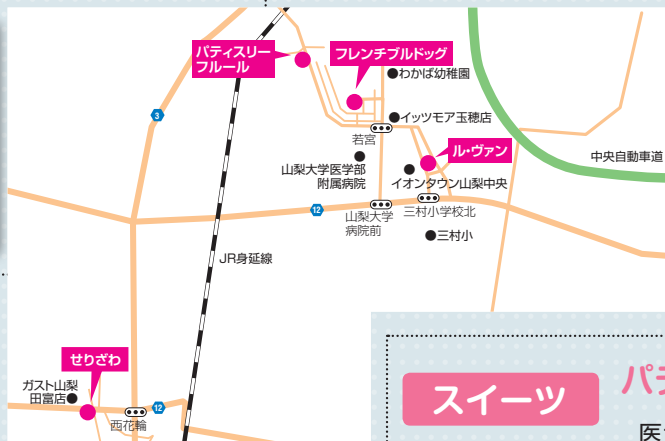 パティスリー
フルール
フレンチブルドッグ
わかば幼稚園
3
イッツモア玉穂店
若宮
ル・ヴァン
中央自動車道
山梨大学医学部
附属病院
イオンタウン山梨中央
12
山梨大学
病院前
三村小学校北
三村小
JR身延線
せりざわ
ガスト山梨
田富店
12
西花輪
スイーツ
パテ
医